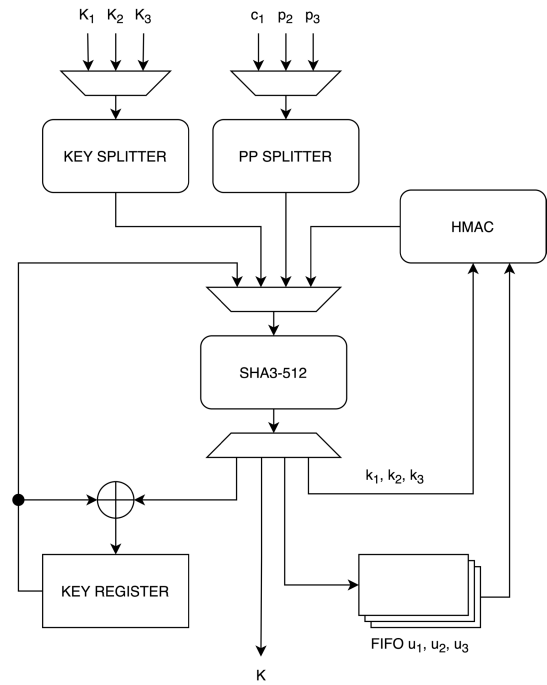 K₁ K₂ K₃
c₁ p₂ p₃
KEY SPLITTER
PP SPLITTER
HMAC
SHA3-512
k₁, k₂, k₃
KEY REGISTER
FIFO u₁, u₂, u₃
K